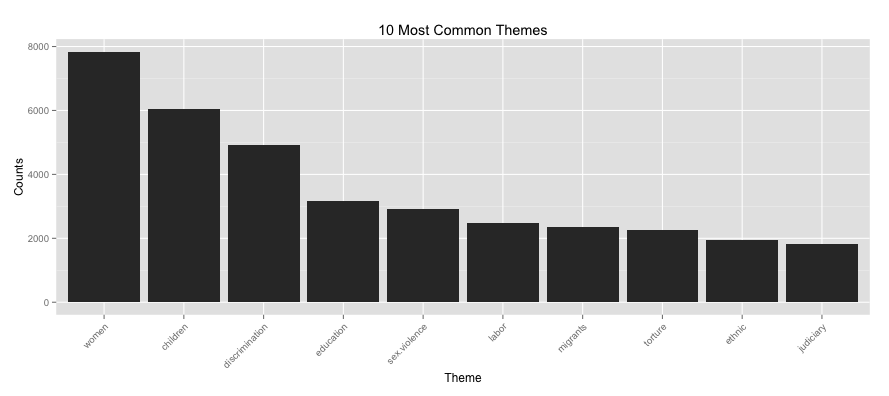 10 Most Common Themes
Counts
8000
6000
4000
2000
0
women
children
discrimination
education
sex.violence
labor
migrants
torture
ethnic
judiciary
Theme